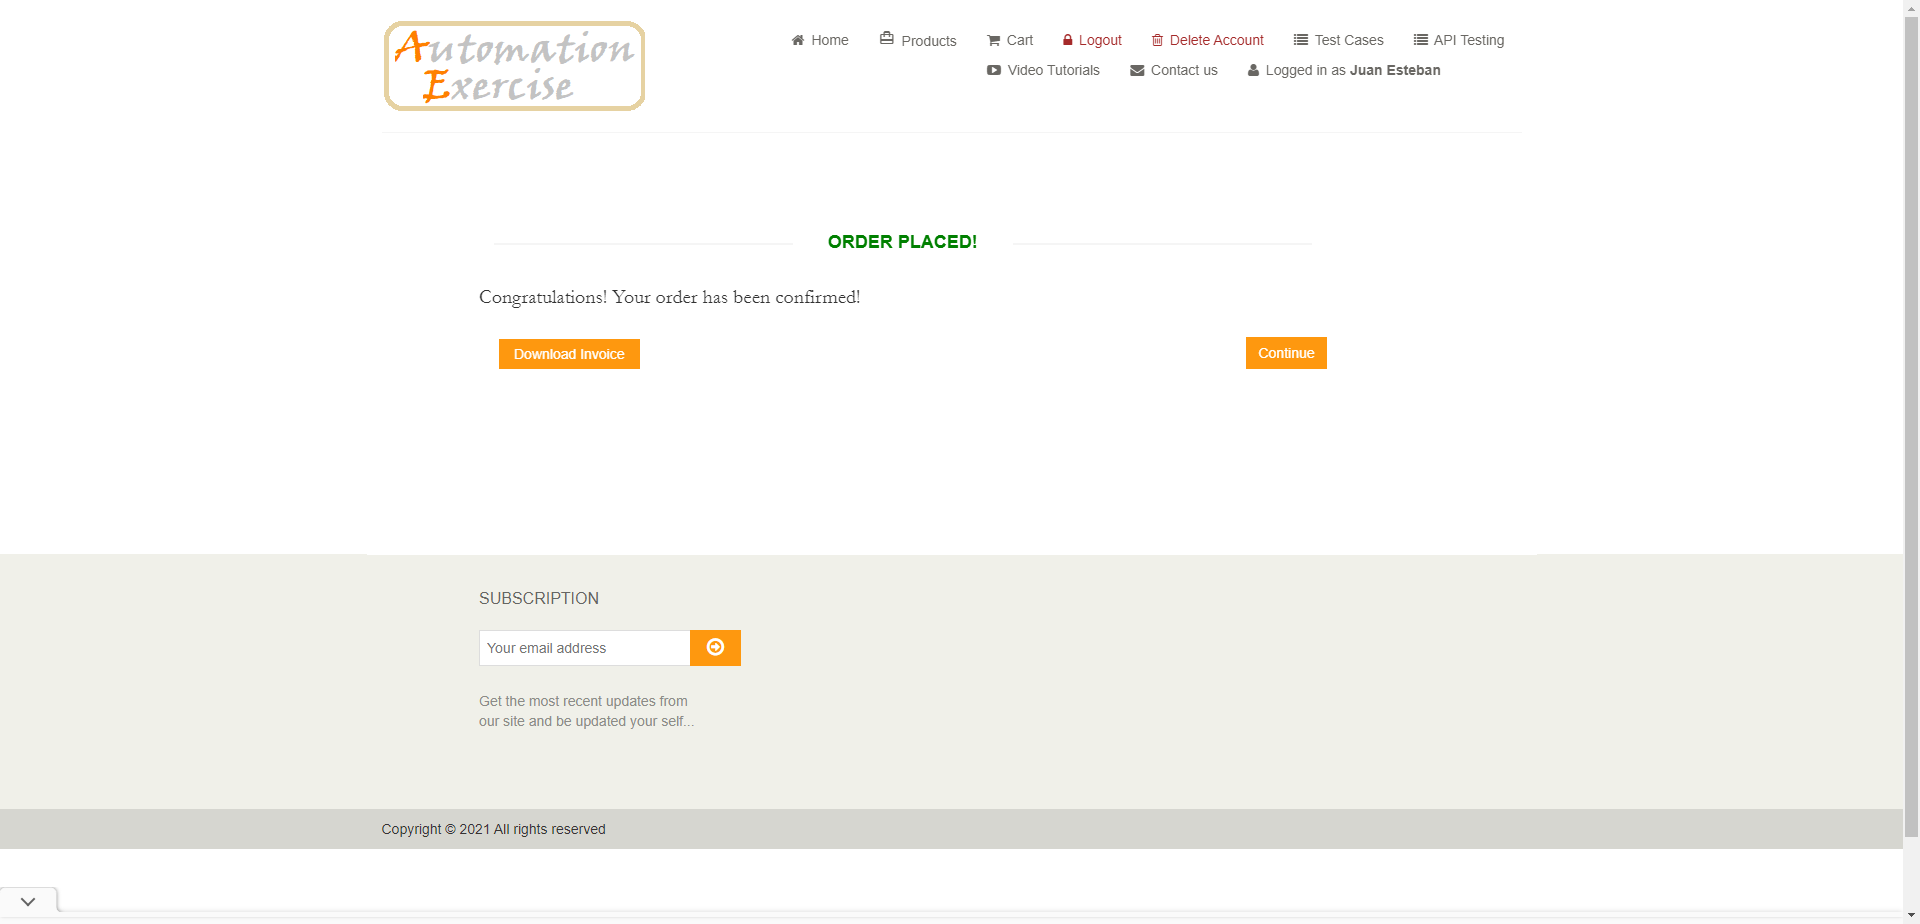 Automation
Exercise
Home
Products
Cart
Logout
Delete Account
Test Cases
API Testing
Video Tutorials
Contact us
Logged in as Juan Esteban
ORDER PLACED!
Congratulations! Your order has been confirmed!
Download Invoice
Continue
SUBSCRIPTION
Your email address
Get the most recent updates from
our site and be updated your self...
Copyright © 2021 All rights reserved